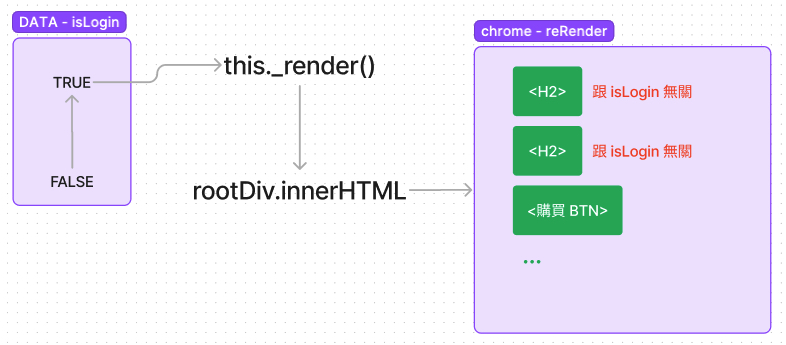 DATA - isLogin
TRUE
FALSE
this._render()
rootDiv.innerHTML
chrome - reRender
<H2>
跟 isLogin 無關
<H2>
跟 isLogin 無關
<購買 BTN>
...